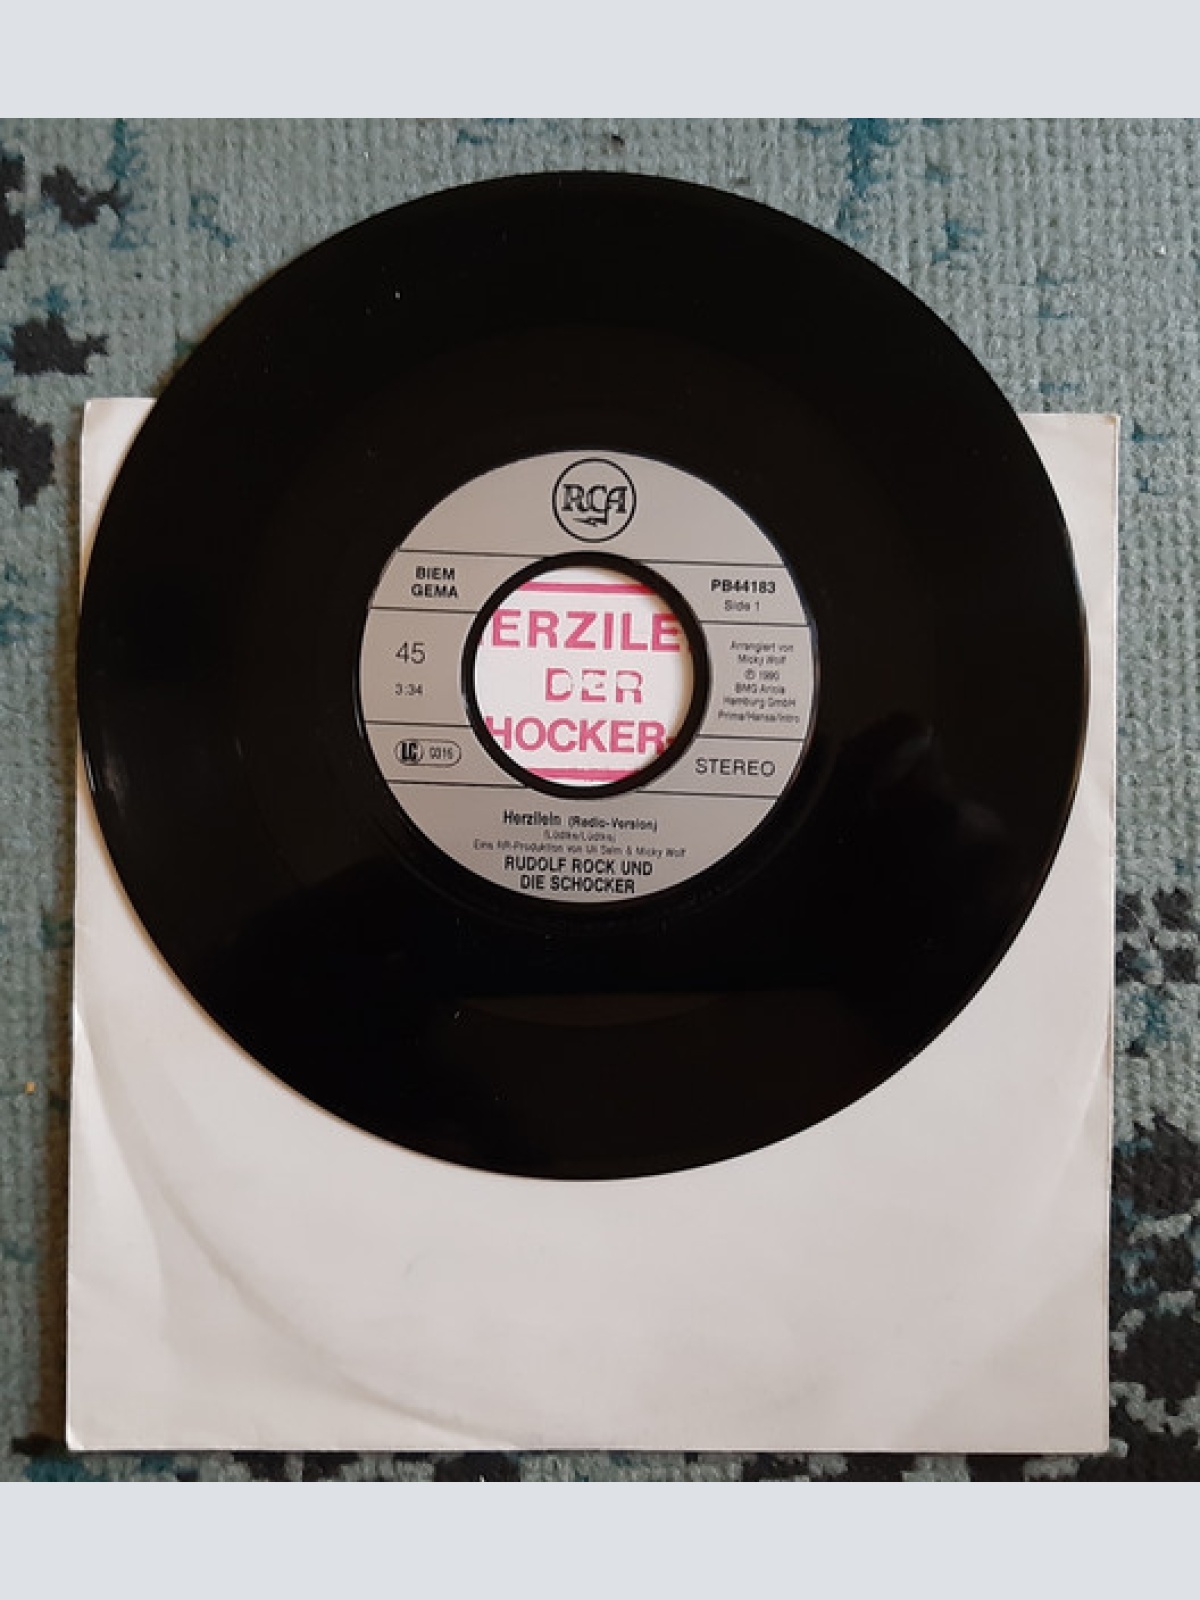 RCA
BIEM
GEMA
45
3:34
LC 0316
PB44183
Side 1
Arrangiert von
Micky Wolf
Ⓟ 1990
BMG Ariola
Hamburg GmbH
Prima/Hansa/Intro
STEREO
ERZILE
DER
HOCKER
Herzilein (Radio-Version)
(Lüdtke/Lüdtke)
Eine RR-Produktion von Uli Salm & Micky Wolf
RUDOLF ROCK UND
DIE SCHOCKER